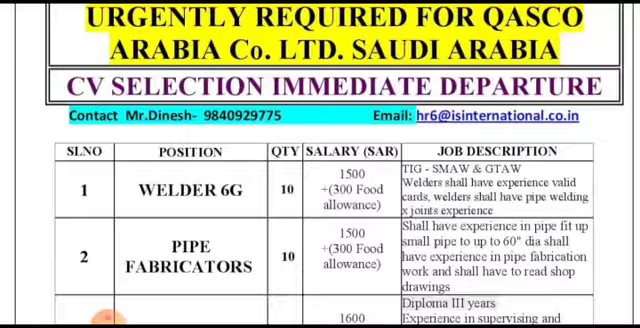 URGENTLY REQUIRED FOR QASCO
ARABIA Co. LTD. SAUDI ARABIA
CV SELECTION IMMEDIATE DEPARTURE
Contact Mr.Dinesh- 9840929775 Email: hr6@isinternational.co.in
SLNO POSITION QTY SALARY (SAR) JOB DESCRIPTION
1 WELDER 6G 10
1500
+(300 Food
allowance)
TIG - SMAW & GTAW
Welders shall have experience valid
cards, welders shall have pipe welding
x joints experience
2
PIPE
FABRICATORS
10
1500
+(300 Food
allowance)
Shall have experience in pipe fit up
small pipe to up to 60" dia shall
have experience in pipe fabrication
work and shall have to read shop
drawings
1600
Diploma III years
Experience in supervising and